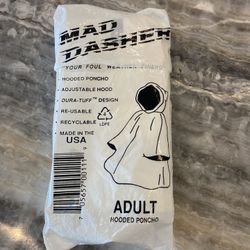 MAD
DASHER
YOUR FOUL WEATHER FRIEND
• HOODED PONCHO
• ADJUSTABLE HOOD
• DURA-TUFF™ DESIGN
• RE-USABLE
• RECYCLABLE
4
LDPE
• MADE IN THE
USA
ADULT
HOODED PONCHO